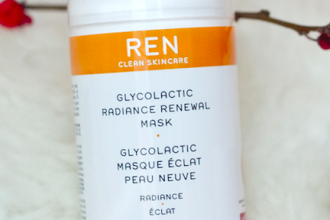 REN
CLEAN SKINCARE
GLYCOLACTIC
RADIANCE RENEWAL
MASK
GLYCOLACTIC
MASQUE ÉCLAT
PEAU NEUVE
RADIANCE
ÉCLAT